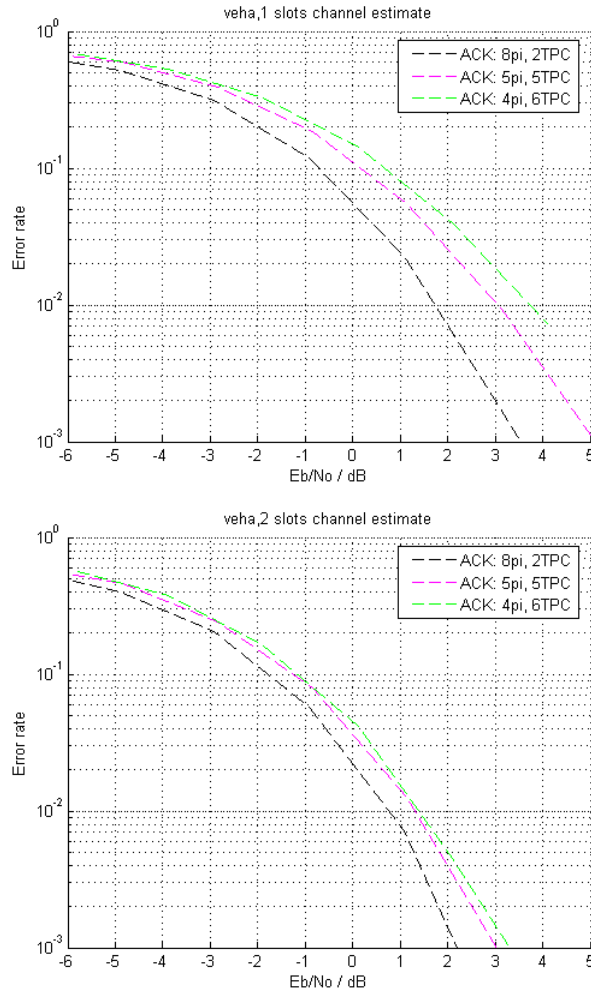 veha,1 slots channel estimate
10^0
10^-1
10^-2
10^-3
Error rate
ACK: 8pi, 2TPC
ACK: 5pi, 5TPC
ACK: 4pi, 6TPC
-6 -5 -4 -3 -2 -1 0 1 2 3 4 5
Eb/No / dB
veha,2 slots channel estimate
10^0
10^-1
10^-2
10^-3
Error rate
ACK: 8pi, 2TPC
ACK: 5pi, 5TPC
ACK: 4pi, 6TPC
-6 -5 -4 -3 -2 -1 0 1 2 3 4 5
Eb/No / dB